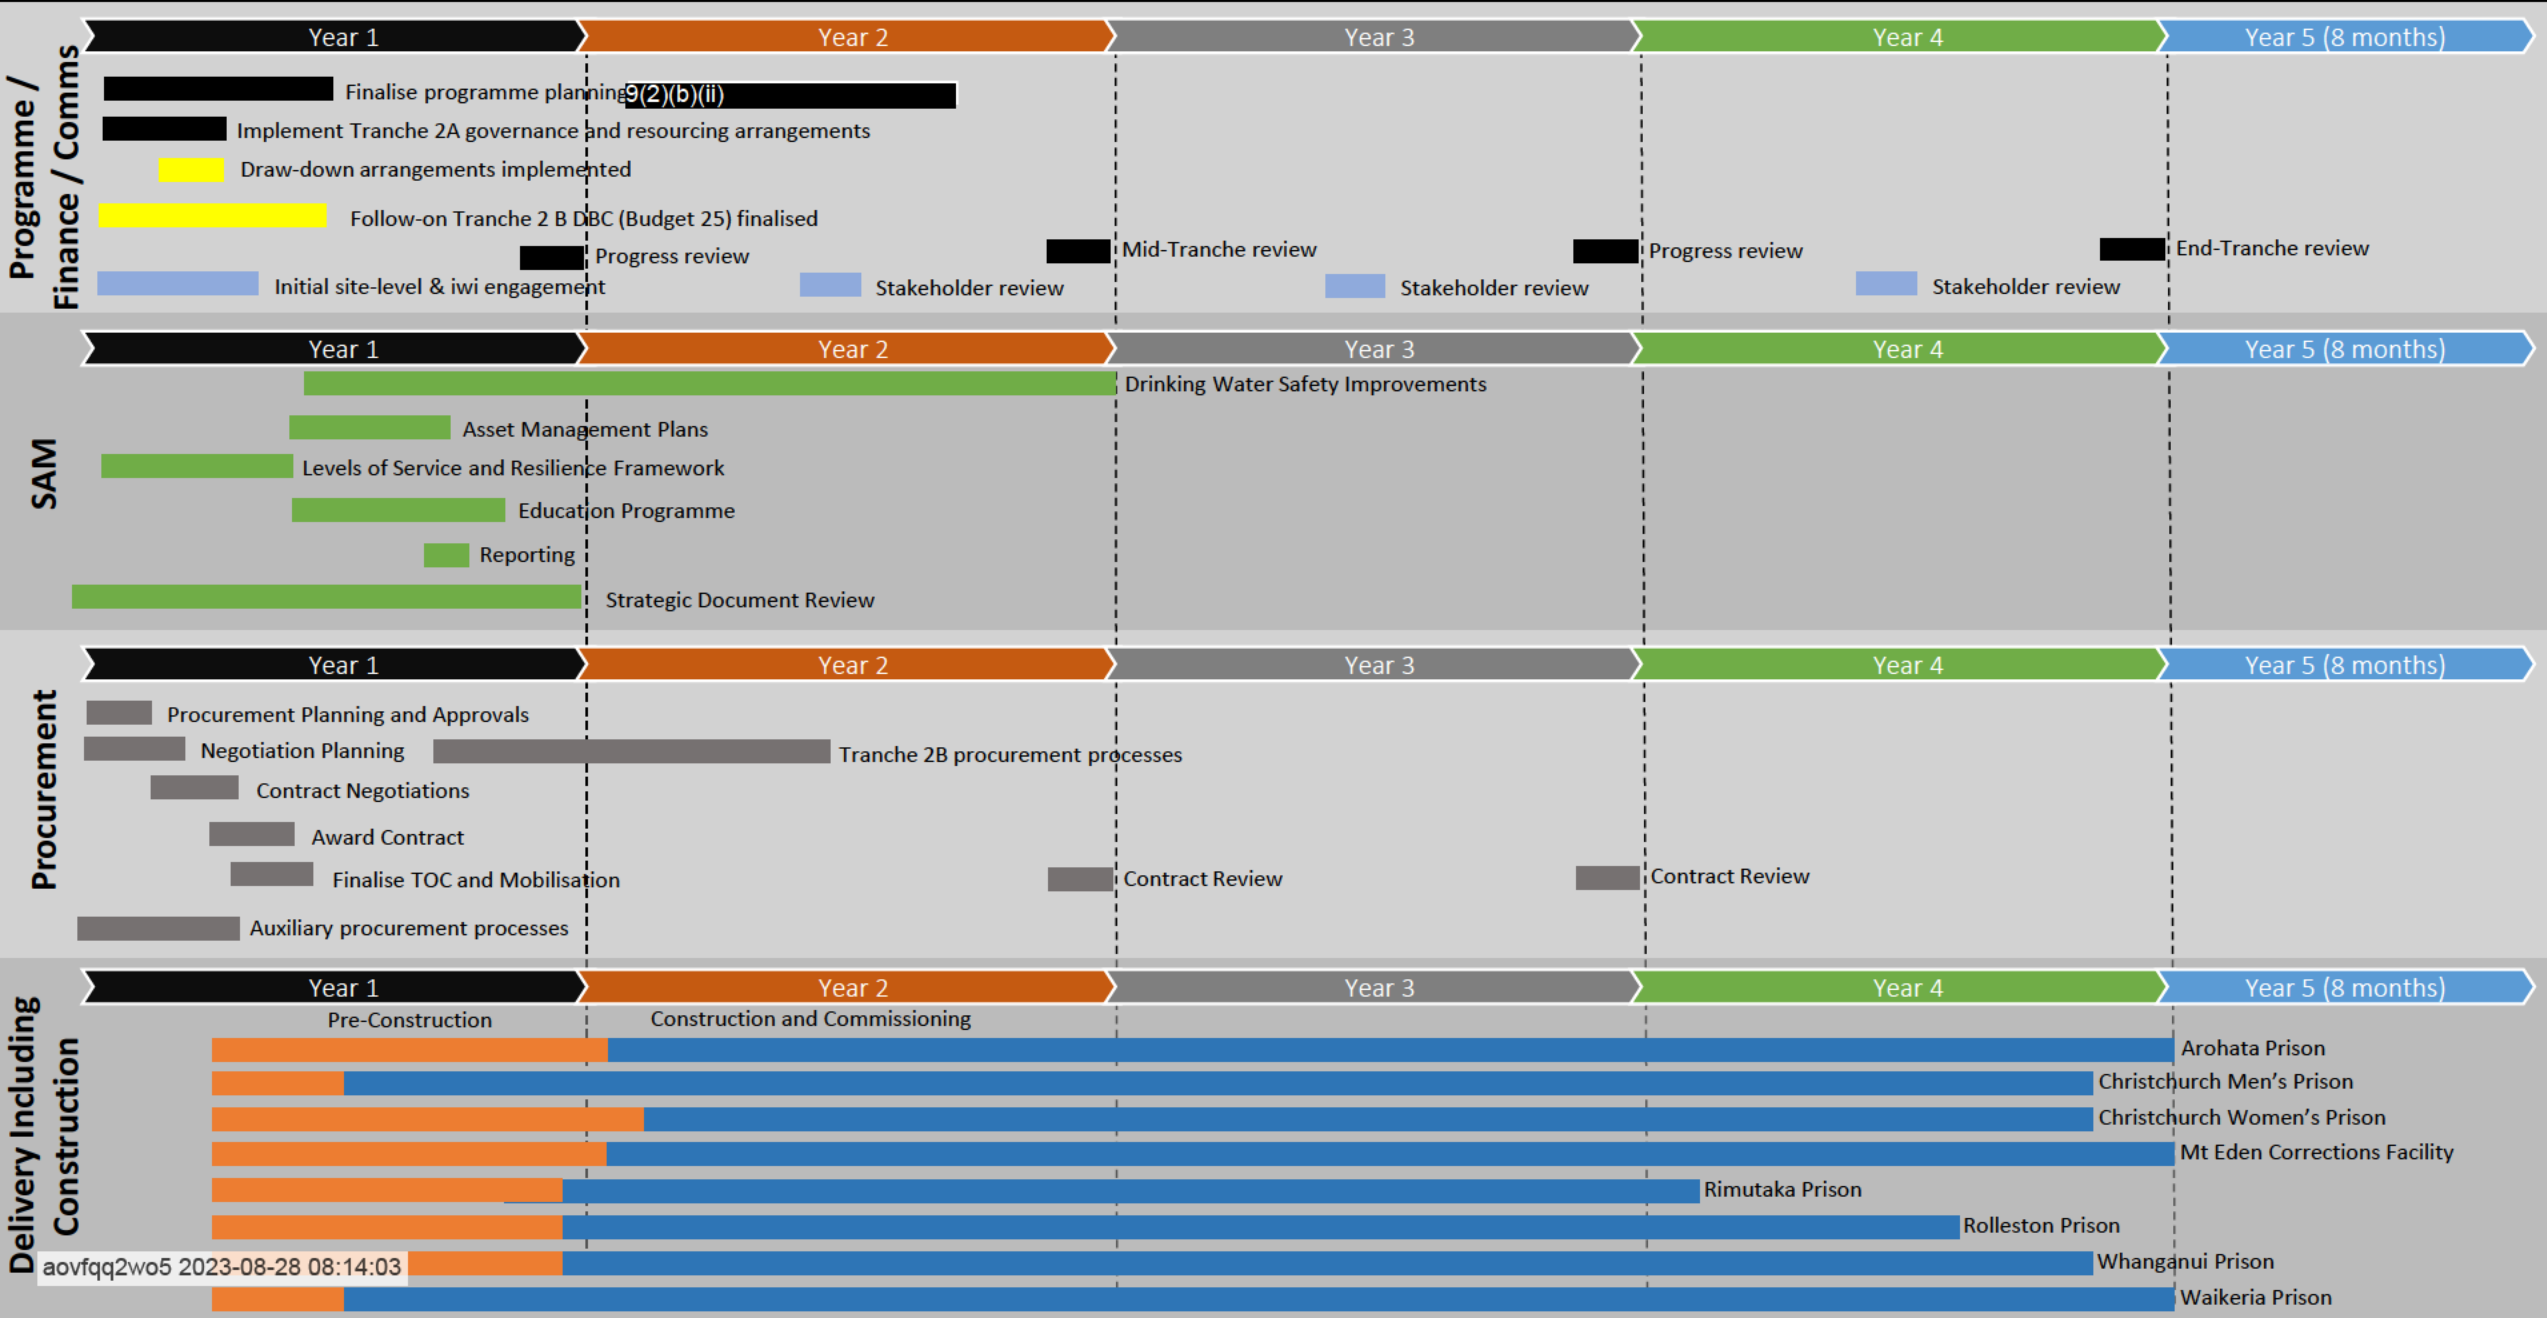 Programme /
Finance / Comms
Year 1 Year 2 Year 3 Year 4 Year 5 (8 months)
Finalise programme planning 9(2)(b)(ii)
Implement Tranche 2A governance and resourcing arrangements
Draw-down arrangements implemented
Follow-on Tranche 2 B DBC (Budget 25) finalised
Progress review Mid-Tranche review Progress review End-Tranche review
Initial site-level & iwi engagement Stakeholder review Stakeholder review Stakeholder review
SAM
Year 1 Year 2 Year 3 Year 4 Year 5 (8 months)
Drinking Water Safety Improvements
Asset Management Plans
Levels of Service and Resilience Framework
Education Programme
Reporting
Strategic Document Review
Procurement
Year 1 Year 2 Year 3 Year 4 Year 5 (8 months)
Procurement Planning and Approvals
Negotiation Planning Tranche 2B procurement processes
Contract Negotiations
Award Contract
Finalise TOC and Mobilisation Contract Review Contract Review
Auxiliary procurement processes
Delivery Including
Construction
Year 1 Year 2 Year 3 Year 4 Year 5 (8 months)
Pre-Construction Construction and Commissioning
Arohata Prison
Christchurch Men’s Prison
Christchurch Women’s Prison
Mt Eden Corrections Facility
Rimutaka Prison
Rolleston Prison
aovfqq2wo5 2023-08-28 08:14:03 Whanganui Prison
Waikeria Prison